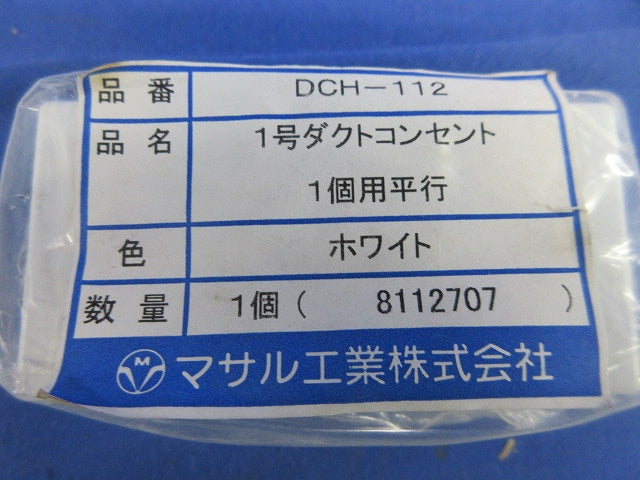 品番 DCH-112
品名 1号ダクトコンセント
1個用平行
色 ホワイト
数量 1個( 8112707 )
M マサル工業株式会社